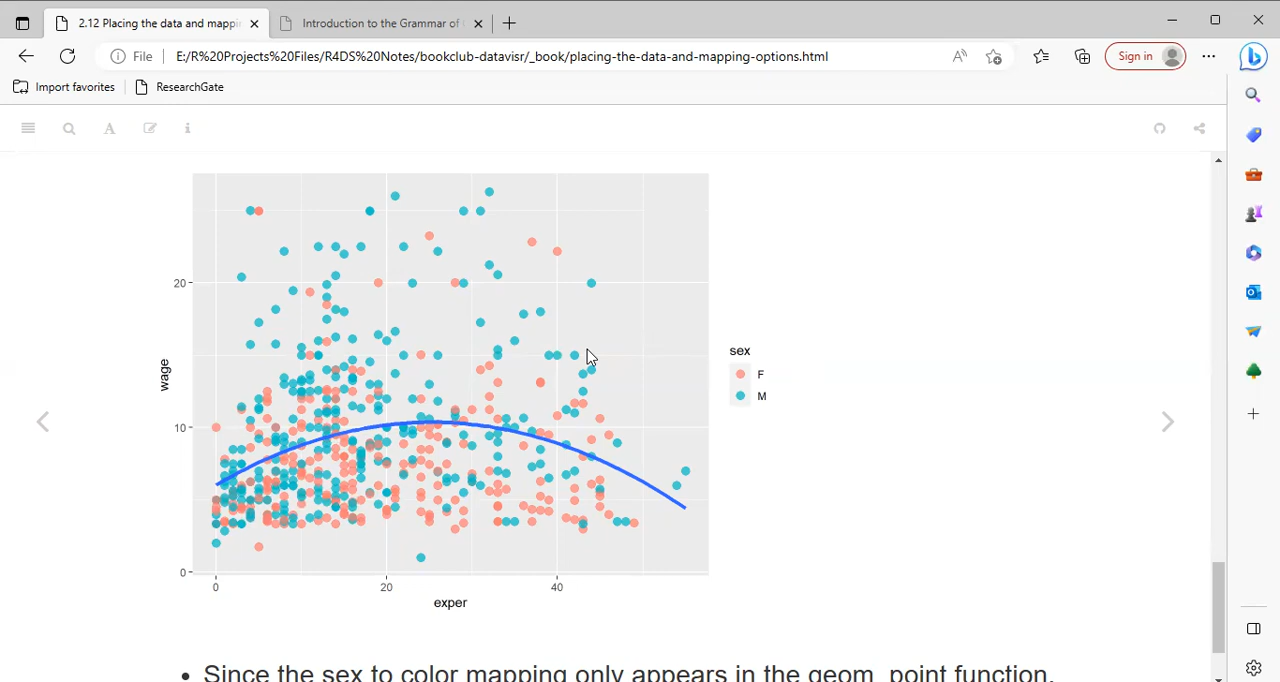 2.12 Placing the data and mappi
Introduction to the Grammar of
File
E:/R%20Projects%20Files/R4DS%20Notes/bookclub-datavisr/_book/placing-the-data-and-mapping-options.html
Sign in
Import favorites
ResearchGate
20
10
0
wage
0 20 40
exper
sex
F
M
• Since the sex to color mapping only appears in the geom_point function,